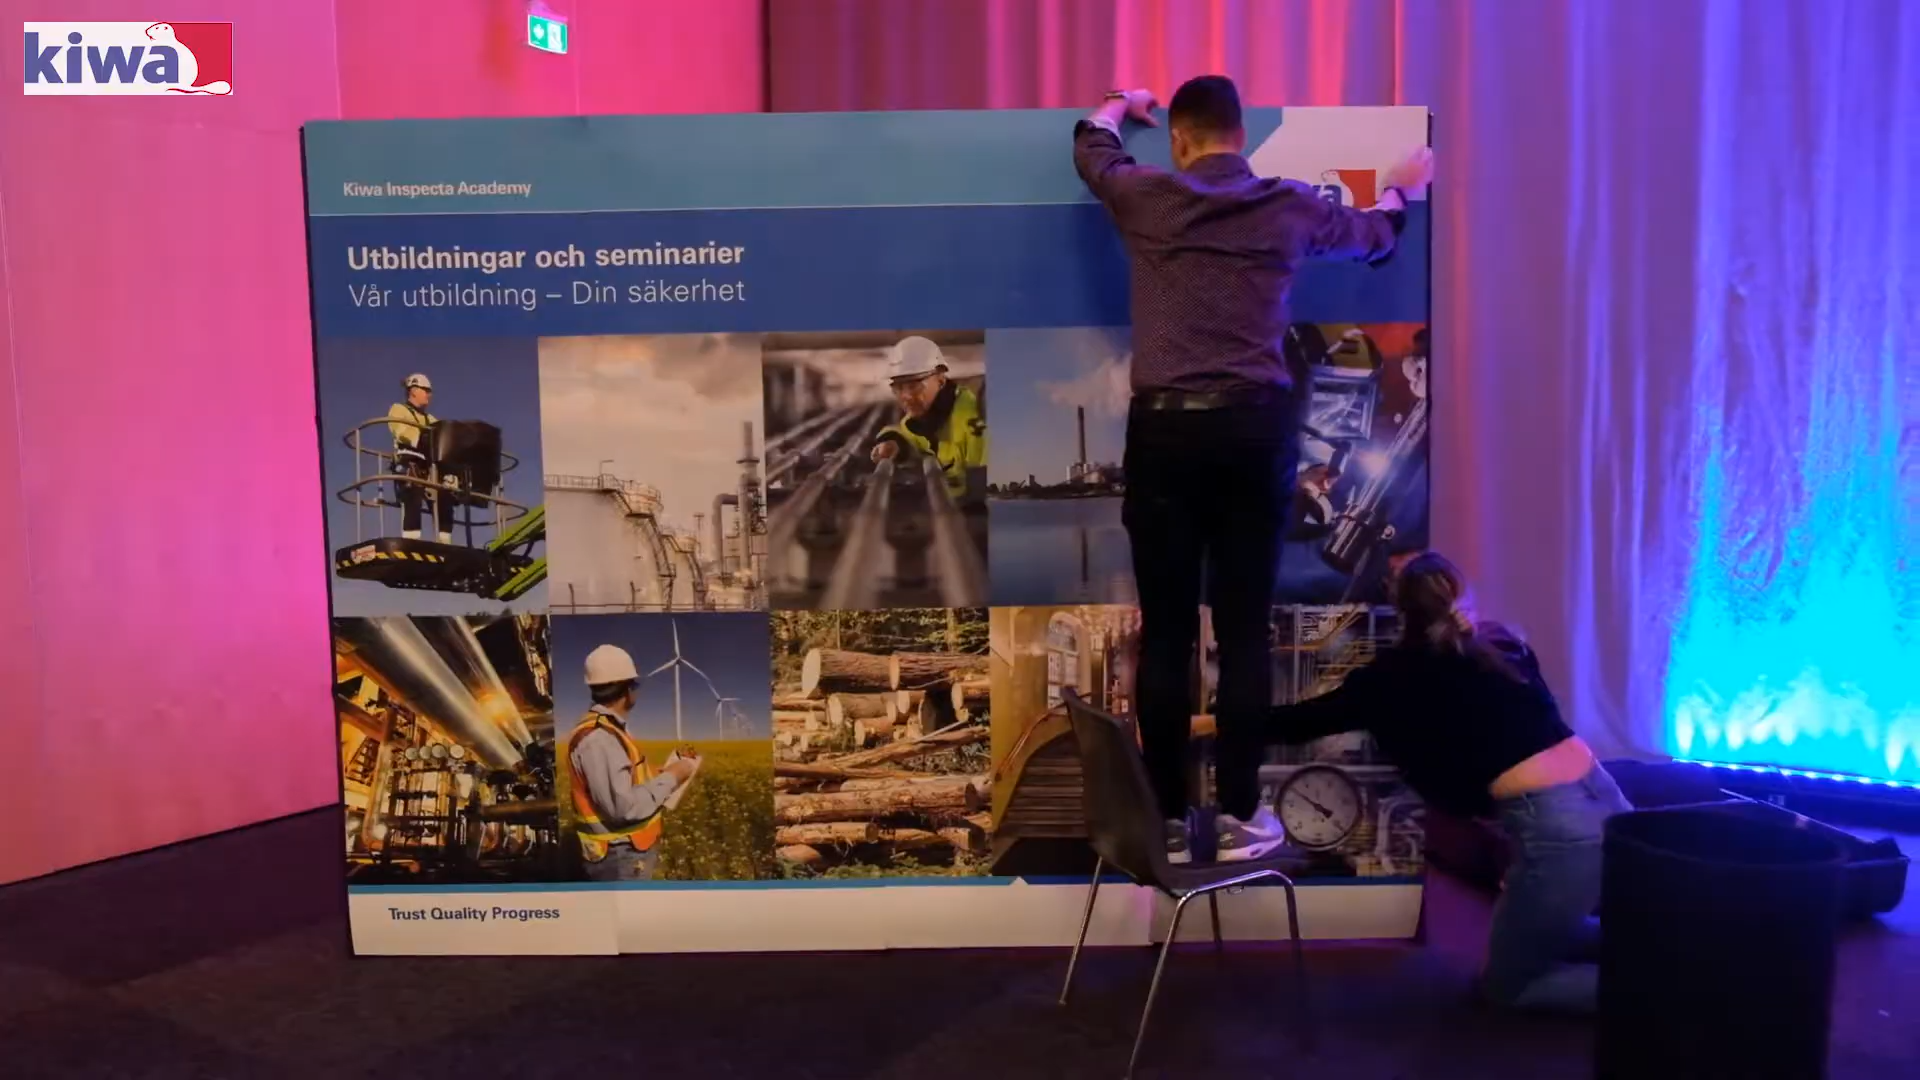 kiwa
Kiwa Inspecta Academy
Utbildningar och seminarier
Vår utbildning – Din säkerhet
Trust Quality Progress